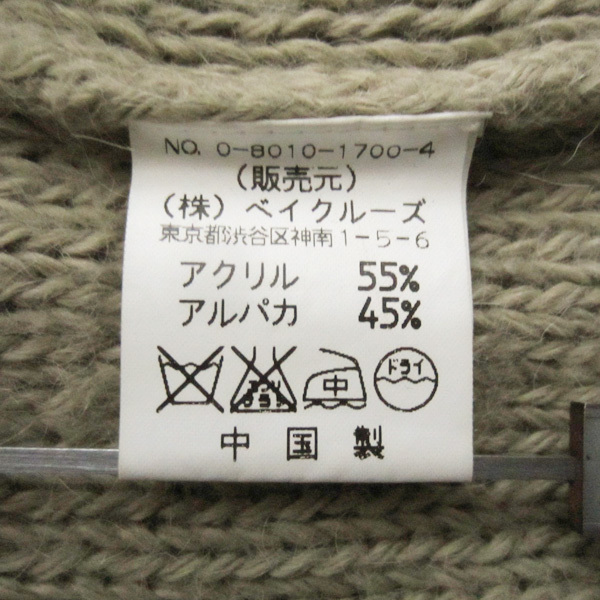 NO. 0-8010-1700-4
(販売元)
(株) ベイクルーズ
東京都渋谷区神南1-5-6
アクリル 55%
アルパカ 45%
中 ドライ
中国製